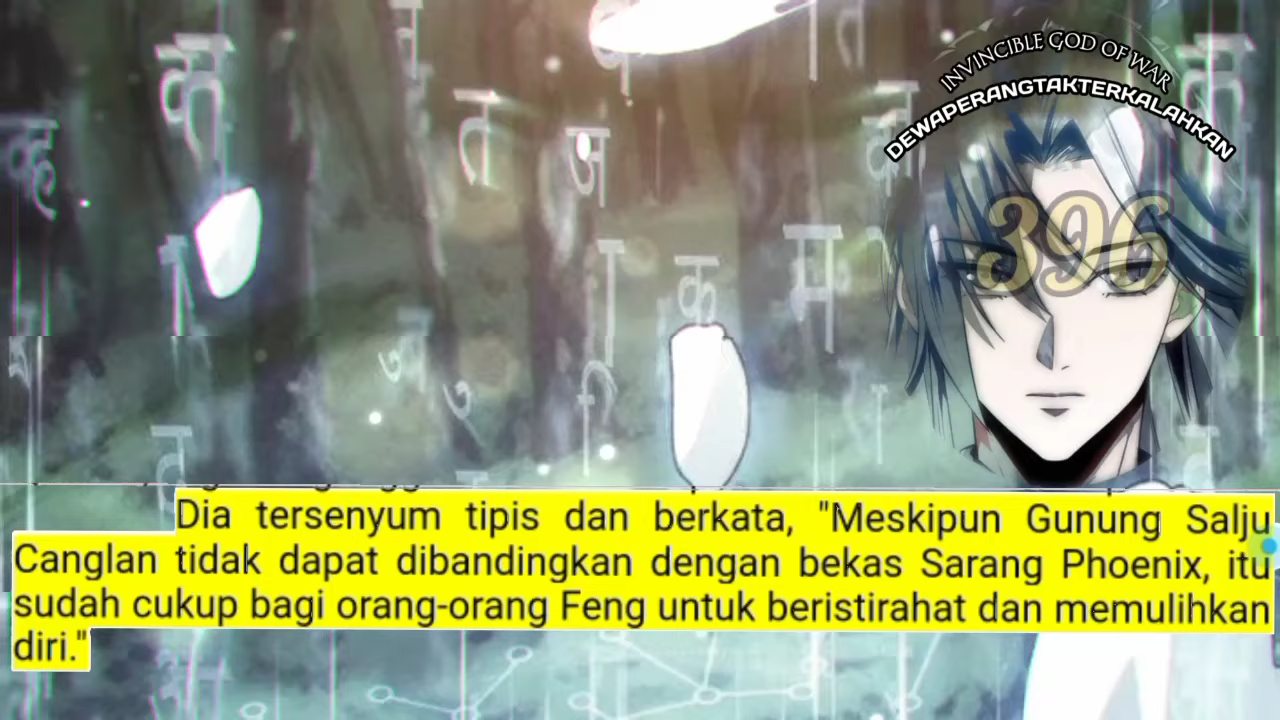 INVINCIBLE GOD OF WAR
DEWAPERANGTAKTERKALAHKAN
396
त
ज
क
म
Dia tersenyum tipis dan berkata, "Meskipun Gunung Salju
Canglan tidak dapat dibandingkan dengan bekas Sarang Phoenix, itu
sudah cukup bagi orang-orang Feng untuk beristirahat dan memulihkan
diri."